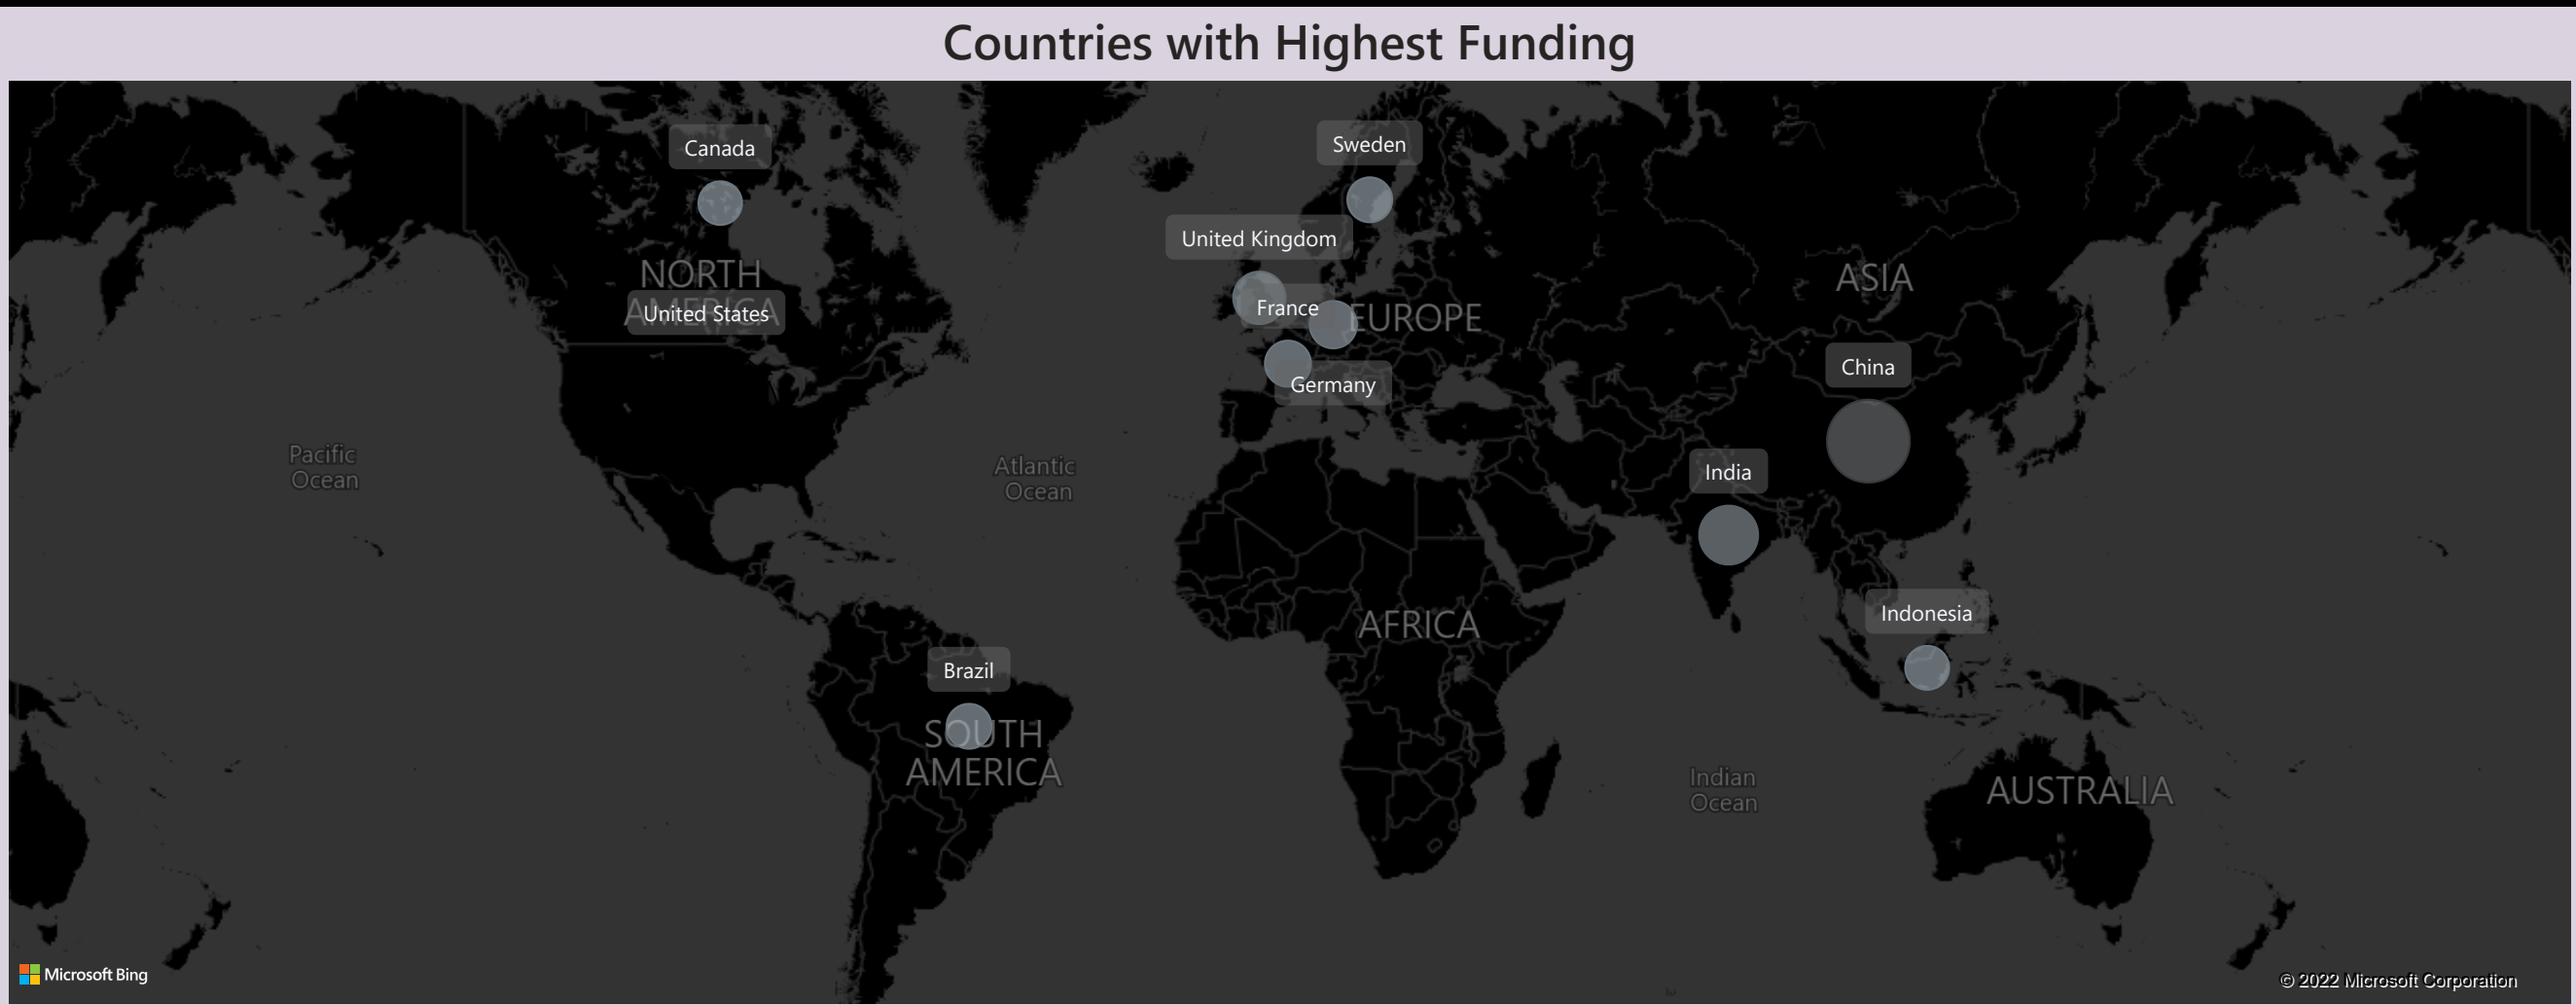 Countries with Highest Funding
Canada
Sweden
United Kingdom
NORTH
AMERICA
United States
France
EUROPE
ASIA
Germany
China
Pacific
Ocean
Atlantic
Ocean
India
AFRICA
Indonesia
Brazil
SOUTH
AMERICA
Indian
Ocean
AUSTRALIA
Microsoft Bing
© 2022 Microsoft Corporation